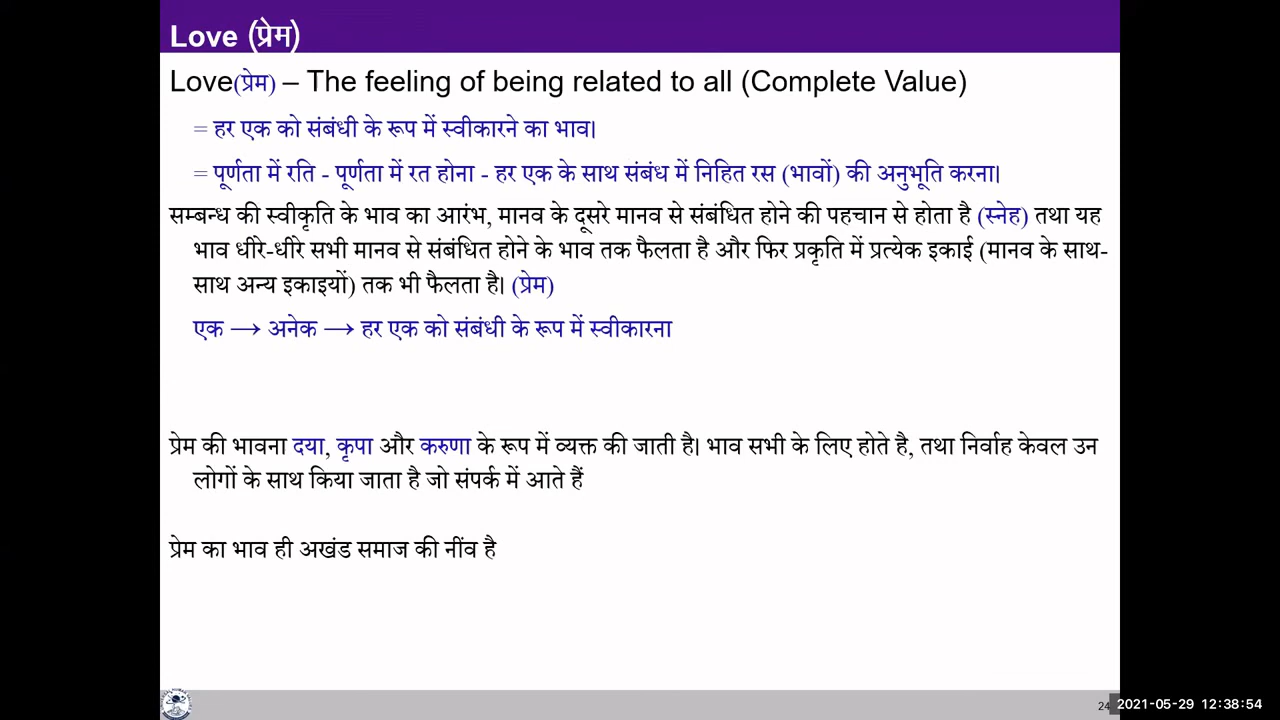 Love (प्रेम)
Love(प्रेम) – The feeling of being related to all (Complete Value)
= हर एक को संबंधी के रूप में स्वीकारने का भाव।
= पूर्णता में रति - पूर्णता में रत होना - हर एक के साथ संबंध में निहित रस (भावों) की अनुभूति करना।
सम्बन्ध की स्वीकृति के भाव का आरंभ, मानव के दूसरे मानव से संबंधित होने की पहचान से होता है (स्नेह) तथा यह
भाव धीरे-धीरे सभी मानव से संबंधित होने के भाव तक फैलता है और फिर प्रकृति में प्रत्येक इकाई (मानव के साथ-
साथ अन्य इकाइयों) तक भी फैलता है। (प्रेम)
एक → अनेक → हर एक को संबंधी के रूप में स्वीकारना
प्रेम की भावना दया, कृपा और करुणा के रूप में व्यक्त की जाती है। भाव सभी के लिए होते है, तथा निर्वाह केवल उन
लोगों के साथ किया जाता है जो संपर्क में आते हैं
प्रेम का भाव ही अखंड समाज की नींव है
24
2021-05-29 12:38:54